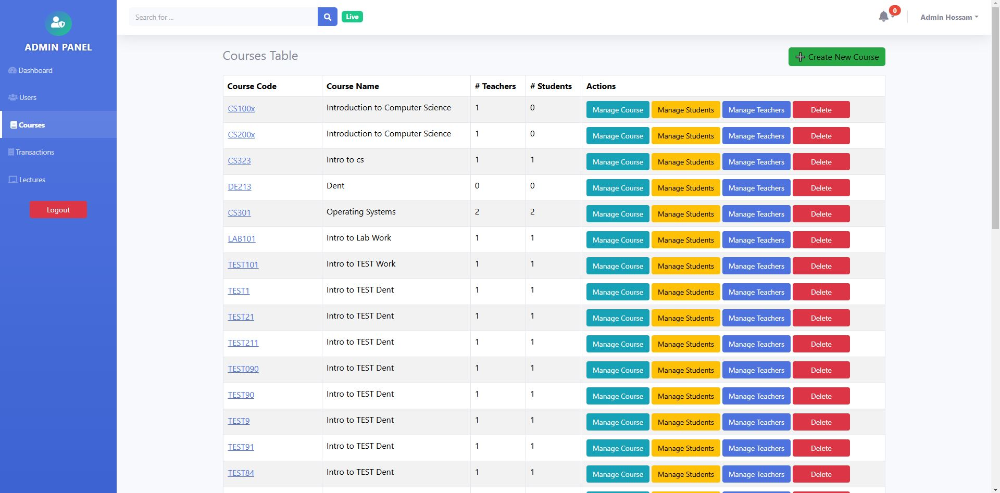 ADMIN PANEL
Dashboard
Users
Courses
Transactions
Lectures
Logout
Search for ...
Live
0
Admin Hossam
Courses Table
Create New Course
Course Code Course Name # Teachers # Students Actions
CS100x Introduction to Computer Science 1 0 Manage Course Manage Students Manage Teachers Delete
CS200x Introduction to Computer Science 1 0 Manage Course Manage Students Manage Teachers Delete
CS323 Intro to cs 1 1 Manage Course Manage Students Manage Teachers Delete
DE213 Dent 0 0 Manage Course Manage Students Manage Teachers Delete
CS301 Operating Systems 2 2 Manage Course Manage Students Manage Teachers Delete
LAB101 Intro to Lab Work 1 1 Manage Course Manage Students Manage Teachers Delete
TEST101 Intro to TEST Work 1 1 Manage Course Manage Students Manage Teachers Delete
TEST1 Intro to TEST Dent 1 1 Manage Course Manage Students Manage Teachers Delete
TEST21 Intro to TEST Dent 1 1 Manage Course Manage Students Manage Teachers Delete
TEST211 Intro to TEST Dent 1 1 Manage Course Manage Students Manage Teachers Delete
TEST090 Intro to TEST Dent 1 1 Manage Course Manage Students Manage Teachers Delete
TEST90 Intro to TEST Dent 1 1 Manage Course Manage Students Manage Teachers Delete
TEST9 Intro to TEST Dent 1 1 Manage Course Manage Students Manage Teachers Delete
TEST91 Intro to TEST Dent 1 1 Manage Course Manage Students Manage Teachers Delete
TEST84 Intro to TEST Dent 1 1 Manage Course Manage Students Manage Teachers Delete